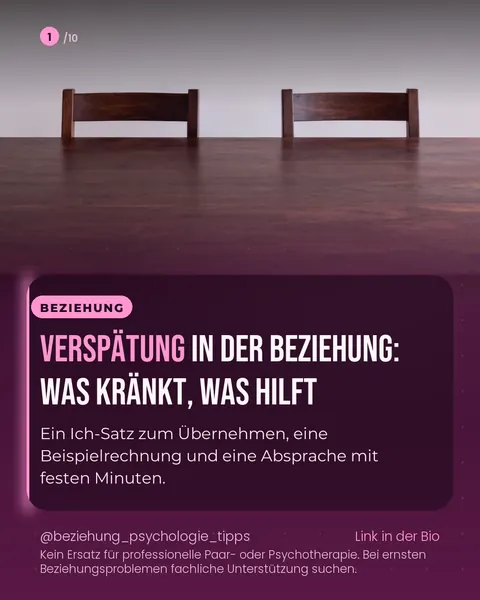 1 /10
BEZIEHUNG
VERSPÄTUNG IN DER BEZIEHUNG:
WAS KRÄNKT, WAS HILFT
Ein Ich-Satz zum Übernehmen, eine
Beispielrechnung und eine Absprache mit
festen Minuten.
@beziehung_psychologie_tipps Link in der Bio
Kein Ersatz für professionelle Paar- oder Psychotherapie. Bei ernsten
Beziehungsproblemen fachliche Unterstützung suchen.